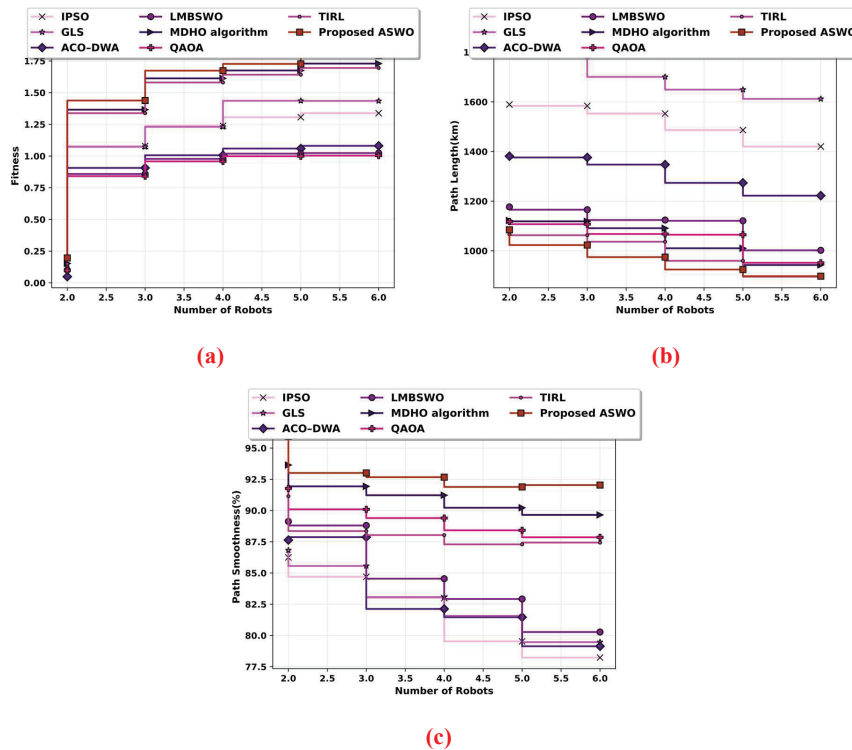 IPSO LMBSWO TIRL
GLS MDHO algorithm Proposed ASWO
ACO–DWA QAOA
1.75
1.50
1.25
1.00
0.75
0.50
0.25
0.00
Fitness
2.0 2.5 3.0 3.5 4.0 4.5 5.0 5.5 6.0
Number of Robots
(a)
IPSO LMBSWO TIRL
GLS MDHO algorithm Proposed ASWO
ACO–DWA QAOA
1600
1400
1200
1000
Path Length(km)
2.0 2.5 3.0 3.5 4.0 4.5 5.0 5.5 6.0
Number of Robots
(b)
IPSO LMBSWO TIRL
GLS MDHO algorithm Proposed ASWO
ACO–DWA QAOA
95.0
92.5
90.0
87.5
85.0
82.5
80.0
77.5
Path Smoothness(%)
2.0 2.5 3.0 3.5 4.0 4.5 5.0 5.5 6.0
Number of Robots
(c)